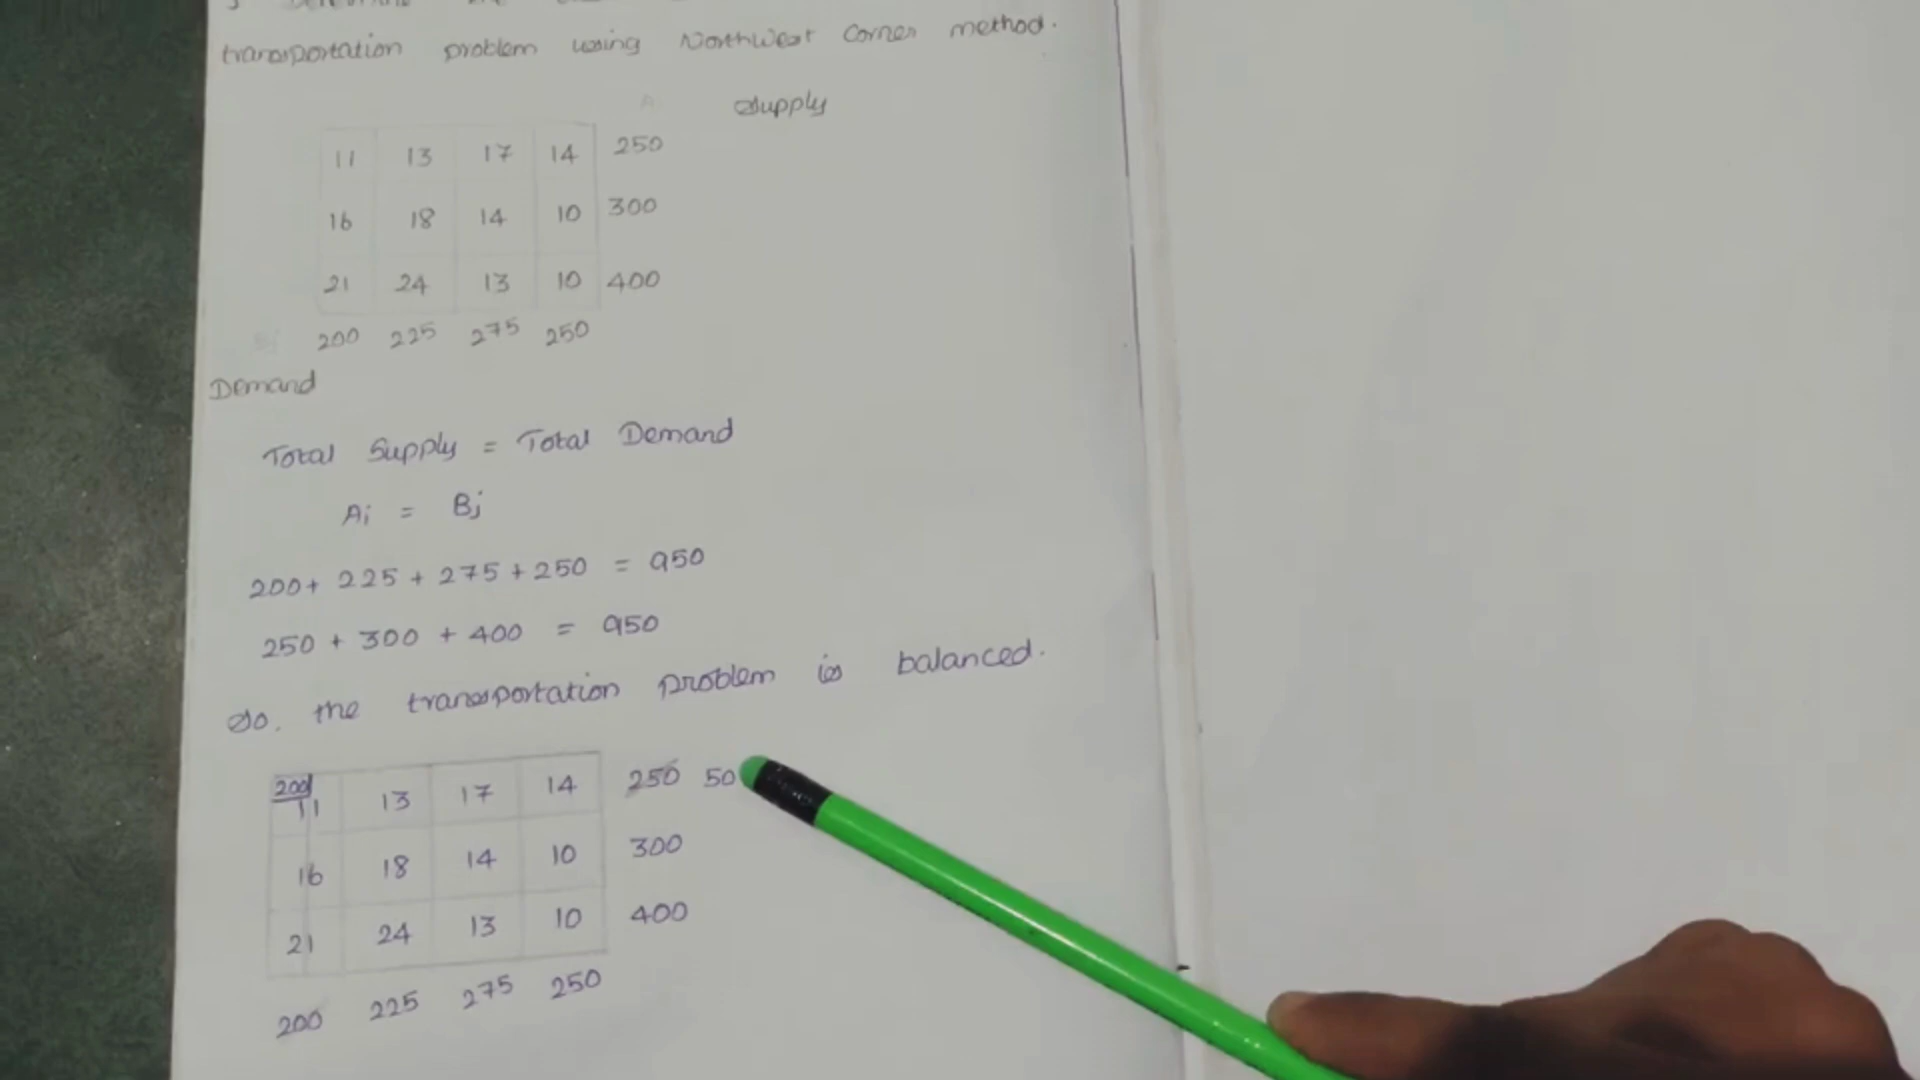 transportation problem using Northwest Corner method.
Supply
11 13 17 14 250
16 18 14 10 300
21 24 13 10 400
200 225 275 250
Demand
Total Supply = Total Demand
Ai = Bj
200+ 225 + 275 + 250 = 950
250 + 300 + 400 = 950
So, the transportation problem is balanced.
200
11 13 17 14 250 50
16 18 14 10 300
21 24 13 10 400
200 225 275 250